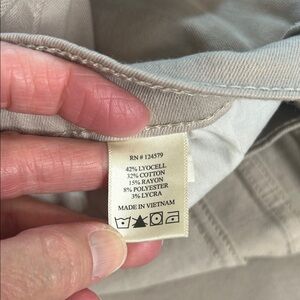 RN # 124579
42% LYOCELL
32% COTTON
15% RAYON
8% POLYESTER
3% LYCRA
MADE IN VIETNAM